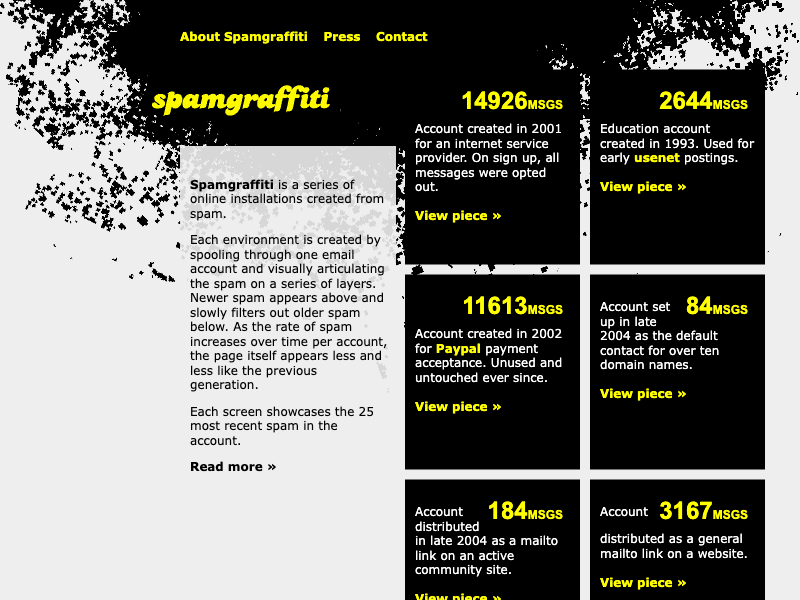 About Spamgraffiti Press Contact
spamgraffiti
Spamgraffiti is a series of
online installations created from
spam.
Each environment is created by
spooling through one email
account and visually articulating
the spam on a series of layers.
Newer spam appears above and
slowly filters out older spam
below. As the rate of spam
increases over time per account,
the page itself appears less and
less like the previous
generation.
Each screen showcases the 25
most recent spam in the
account.
Read more »
14926MSGS
Account created in 2001
for an internet service
provider. On sign up, all
messages were opted
out.
View piece »
2644MSGS
Education account
created in 1993. Used for
early usenet postings.
View piece »
11613MSGS
Account created in 2002
for Paypal payment
acceptance. Unused and
untouched ever since.
View piece »
84MSGS
Account set
up in late
2004 as the default
contact for over ten
domain names.
View piece »
184MSGS
Account
distributed
in late 2004 as a mailto
link on an active
community site.
View piece »
3167MSGS
Account
distributed as a general
mailto link on a website.
View piece »